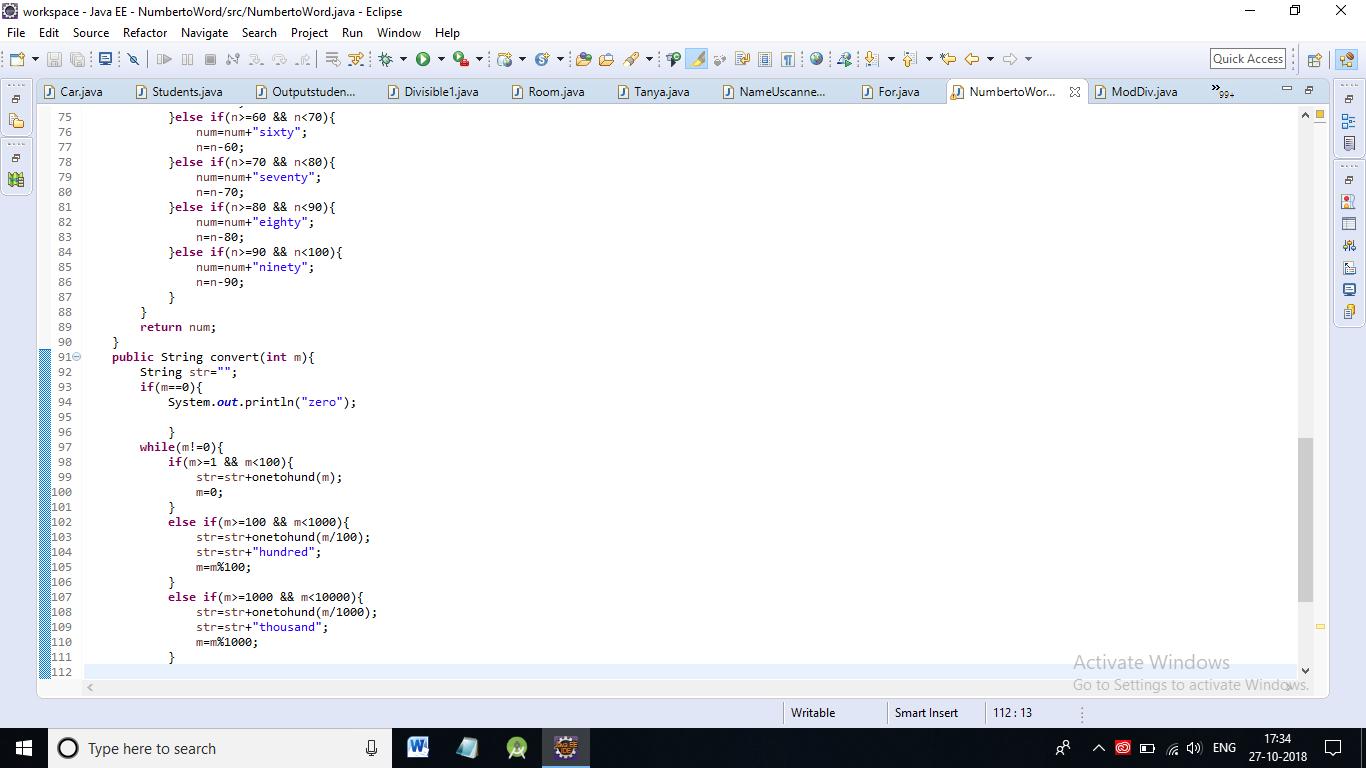 workspace - Java EE - NumbertoWord/src/NumbertoWord.java - Eclipse
File Edit Source Refactor Navigate Search Project Run Window Help
Quick Access
Car.java Students.java Outputstuden... Divisible1.java Room.java Tanya.java NameUscanne... For.java NumbertoWor... ModDiv.java »99+
75 }else if(n>=60 && n<70){
76 num=num+"sixty";
77 n=n-60;
78 }else if(n>=70 && n<80){
79 num=num+"seventy";
80 n=n-70;
81 }else if(n>=80 && n<90){
82 num=num+"eighty";
83 n=n-80;
84 }else if(n>=90 && n<100){
85 num=num+"ninety";
86 n=n-90;
87 }
88 }
89 return num;
90 }
91 public String convert(int m){
92 String str="";
93 if(m==0){
94 System.out.println("zero");
95
96 }
97 while(m!=0){
98 if(m>=1 && m<100){
99 str=str+onetohund(m);
100 m=0;
101 }
102 else if(m>=100 && m<1000){
103 str=str+onetohund(m/100);
104 str=str+"hundred";
105 m=m%100;
106 }
107 else if(m>=1000 && m<10000){
108 str=str+onetohund(m/1000);
109 str=str+"thousand";
110 m=m%1000;
111 }
112
Activate Windows
Go to Settings to activate Windows.
Writable Smart Insert 112 : 13
Type here to search
Java EE
IDE
ENG
17:34
27-10-2018